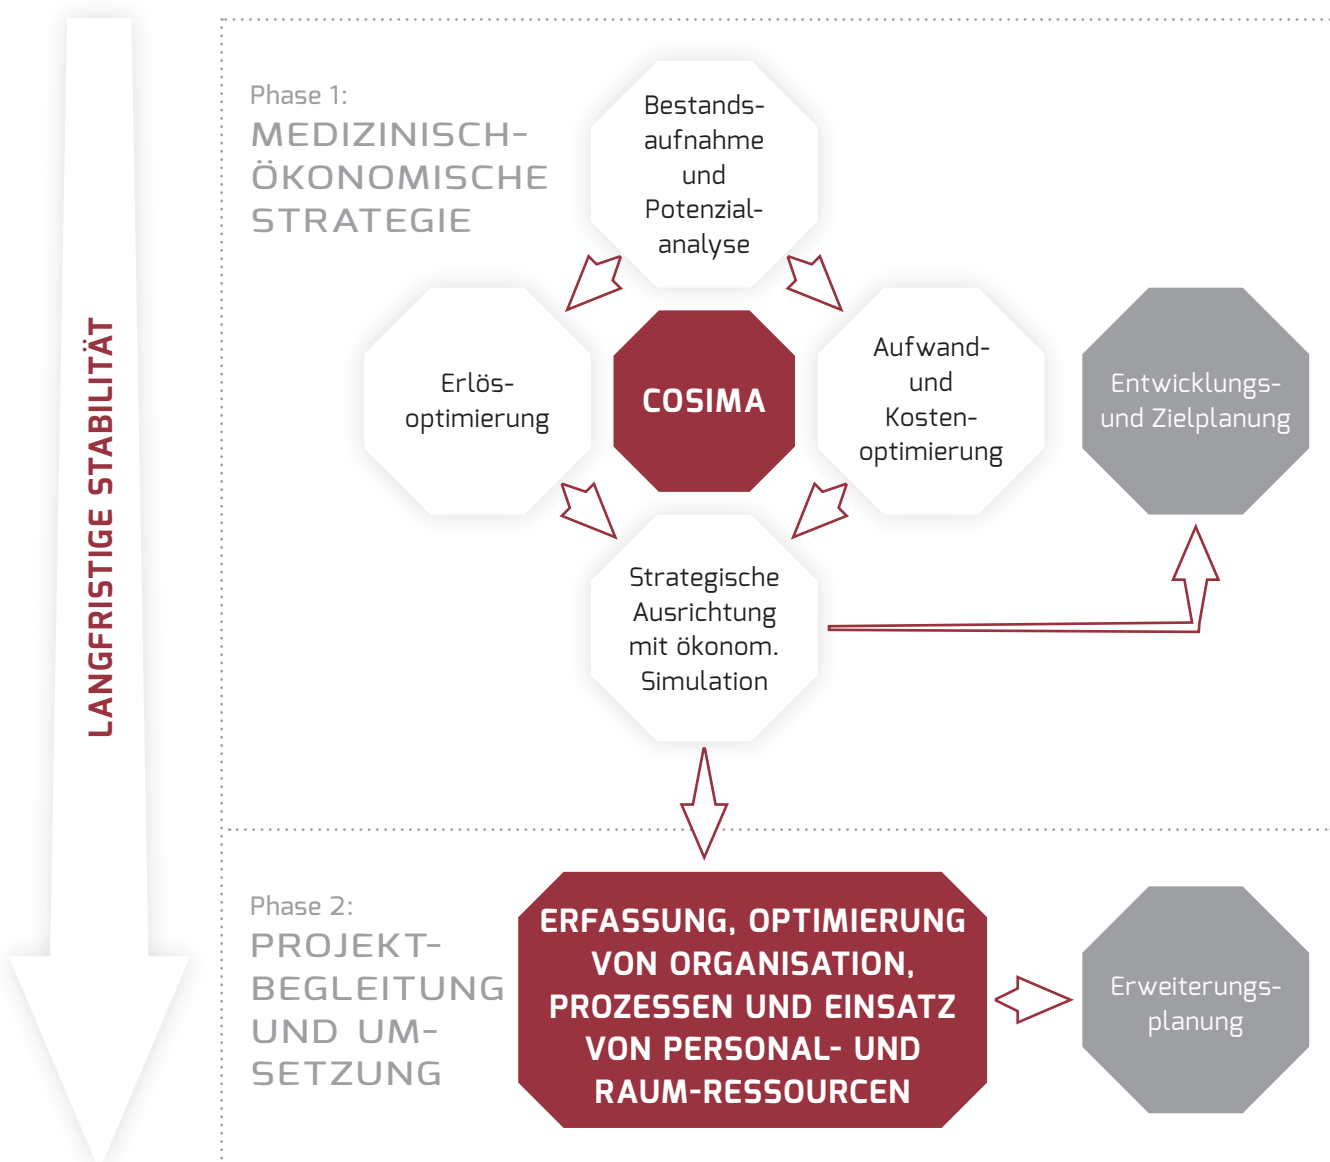 LANGFRISTIGE STABILITÄT
Phase 1:
MEDIZINISCH-
ÖKONOMISCHE
STRATEGIE
Bestands-
aufnahme
und
Potenzial-
analyse
Erlös-
optimierung
COSIMA
Aufwand-
und
Kosten-
optimierung
Entwicklungs-
und Zielplanung
Strategische
Ausrichtung
mit ökonom.
Simulation
Phase 2:
PROJEKT-
BEGLEITUNG
UND UM-
SETZUNG
ERFASSUNG, OPTIMIERUNG
VON ORGANISATION,
PROZESSEN UND EINSATZ
VON PERSONAL- UND
RAUM-RESSOURCEN
Erweiterungs-
planung